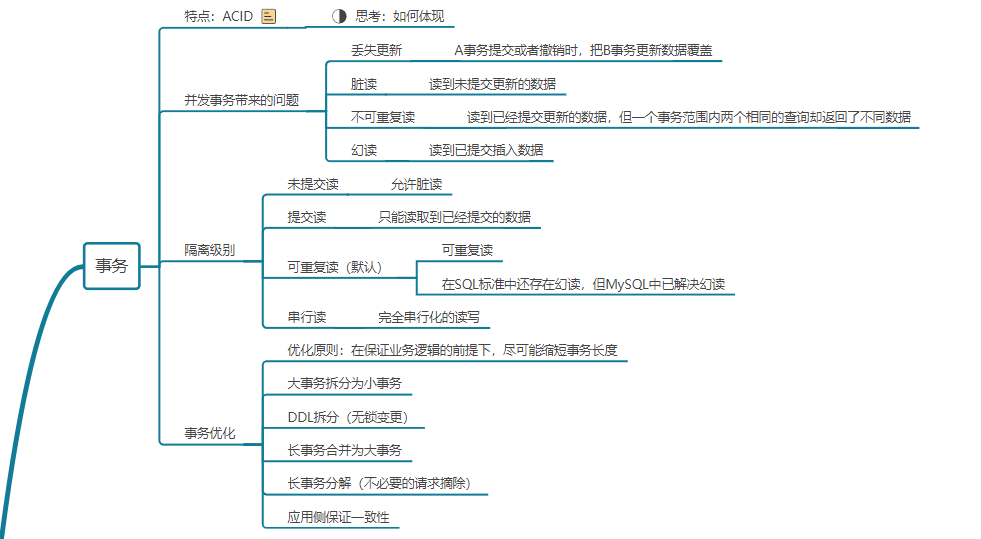 特点：ACID
思考：如何体现
并发事务带来的问题
丢失更新
A事务提交或者撤销时，把B事务更新数据覆盖
脏读
读到未提交更新的数据
不可重复读
读到已经提交更新的数据，但一个事务范围内两个相同的查询却返回了不同数据
幻读
读到已提交插入数据
事务
隔离级别
未提交读
允许脏读
提交读
只能读取到已经提交的数据
可重复读（默认）
可重复读
在SQL标准中还存在幻读，但MySQL中已解决幻读
串行读
完全串行化的读写
事务优化
优化原则：在保证业务逻辑的前提下，尽可能缩短事务长度
大事务拆分为小事务
DDL拆分（无锁变更）
长事务合并为大事务
长事务分解（不必要的请求摘除）
应用侧保证一致性